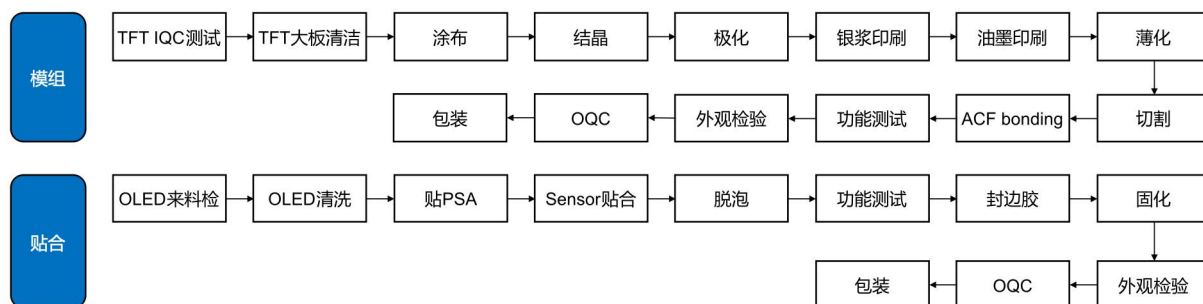 模组
TFT IQC测试
TFT大板清洁
涂布
结晶
极化
银浆印刷
油墨印刷
薄化
切割
ACF bonding
功能测试
外观检验
OQC
包装
贴合
OLED来料检
OLED清洗
贴PSA
Sensor贴合
脱泡
功能测试
封边胶
固化
外观检验
OQC
包装